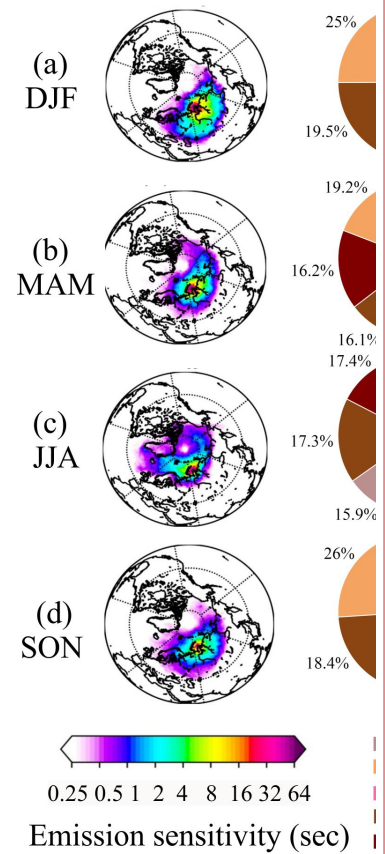 25%
(a)
DJF
19.5%
19.2%
(b)
MAM
16.2%
16.1%
17.4%
(c)
JJA
17.3%
15.9%
26%
(d)
SON
18.4%
0.25 0.5 1 2 4 8 16 32 64
Emission sensitivity (sec)